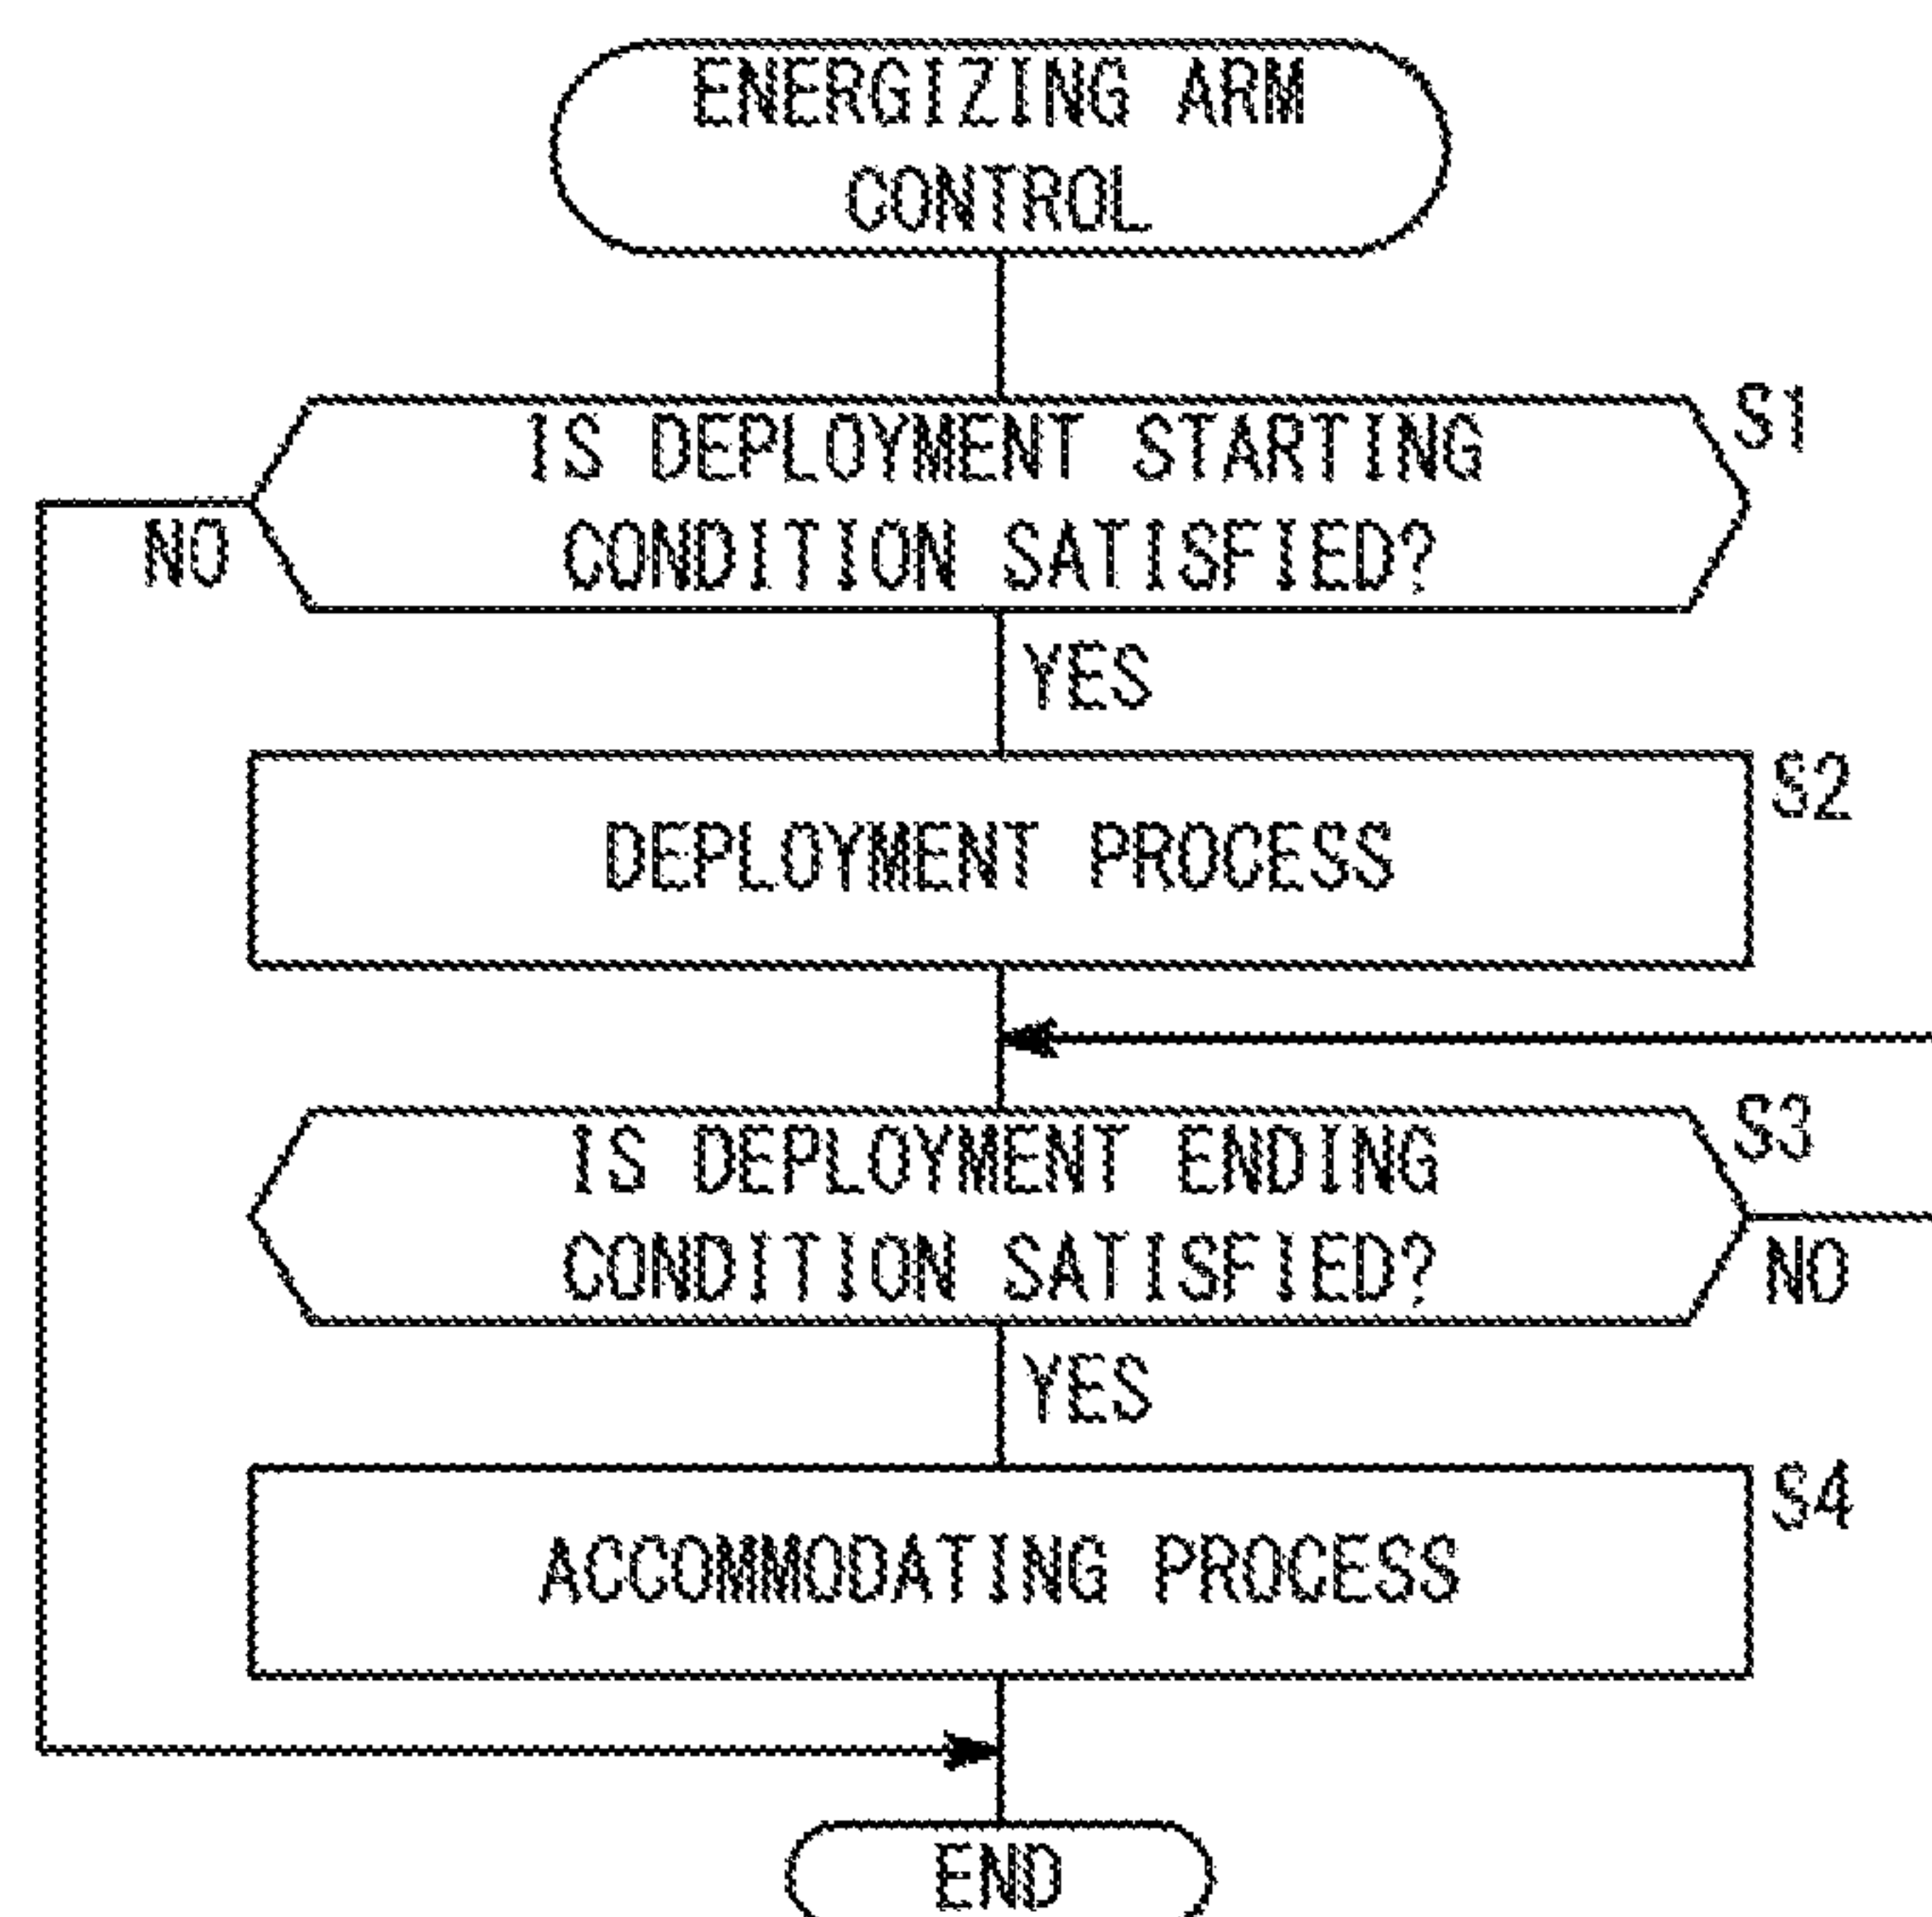 ENERGIZING ARM
CONTROL
S1
IS DEPLOYMENT STARTING
CONDITION SATISFIED?
NO
YES
S2
DEPLOYMENT PROCESS
S3
IS DEPLOYMENT ENDING
CONDITION SATISFIED?
NO
YES
S4
ACCOMMODATING PROCESS
END